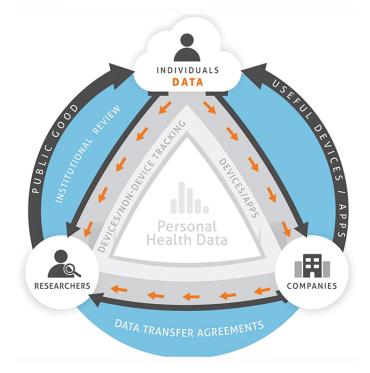 INDIVIDUALS
DATA
PUBLIC GOOD
INSTITUTIONAL REVIEW
USEFUL DEVICES / APPS
DEVICES/NON-DEVICE TRACKING
DEVICES/APPS
Personal
Health Data
RESEARCHERS
COMPANIES
DATA TRANSFER AGREEMENTS